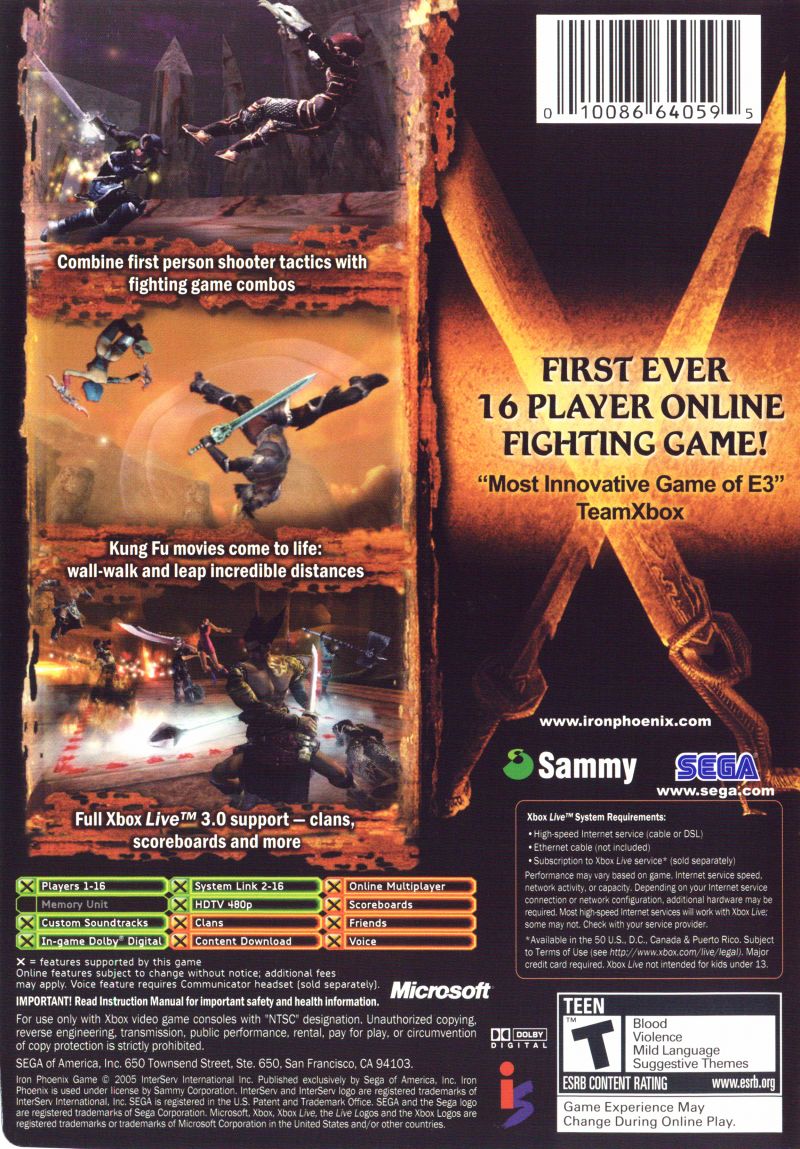 0 10086 64059 5
Combine first person shooter tactics with
fighting game combos
Kung Fu movies come to life:
wall-walk and leap incredible distances
Full Xbox Live™ 3.0 support — clans,
scoreboards and more
FIRST EVER
16 PLAYER ONLINE
FIGHTING GAME!
“Most Innovative Game of E3”
TeamXbox
www.ironphoenix.com
Sammy
SEGA
www.sega.com
Xbox Live™ System Requirements:
• High-speed Internet service (cable or DSL)
• Ethernet cable (not included)
• Subscription to Xbox Live service* (sold separately)
Performance may vary based on game, Internet service speed,
network activity, or capacity. Depending on your Internet service
connection or network configuration, additional hardware may be
required. Most high-speed Internet services will work with Xbox Live;
some may not. Check with your service provider.
*Available in the 50 U.S., D.C., Canada & Puerto Rico. Subject
to Terms of Use (see http://www.xbox.com/live/legal). Major
credit card required. Xbox Live not intended for kids under 13.
Players 1-16
System Link 2-16
Online Multiplayer
Memory Unit
HDTV 480p
Scoreboards
Custom Soundtracks
Clans
Friends
In-game Dolby® Digital
Content Download
Voice
X = features supported by this game
Online features subject to change without notice; additional fees
may apply. Voice feature requires Communicator headset (sold separately).
Microsoft
IMPORTANT! Read Instruction Manual for important safety and health information.
For use only with Xbox video game consoles with "NTSC" designation. Unauthorized copying,
reverse engineering, transmission, public performance, rental, pay for play, or circumvention
of copy protection is strictly prohibited.
SEGA of America, Inc. 650 Townsend Street, Ste. 650, San Francisco, CA 94103.
Iron Phoenix Game © 2005 InterServ International Inc. Published exclusively by Sega of America, Inc. Iron
Phoenix is used under license by Sammy Corporation. InterServ and InterServ logo are registered trademarks of
InterServ International, Inc. SEGA is registered in the U.S. Patent and Trademark Office. SEGA and the Sega logo
are registered trademarks of Sega Corporation. Microsoft, Xbox, Xbox Live, the Live Logos and the Xbox Logos are
registered trademarks or trademarks of Microsoft Corporation in the United States and/or other countries.
DOLBY
DIGITAL
is
TEEN
T™
Blood
Violence
Mild Language
Suggestive Themes
ESRB CONTENT RATING www.esrb.org
Game Experience May
Change During Online Play.